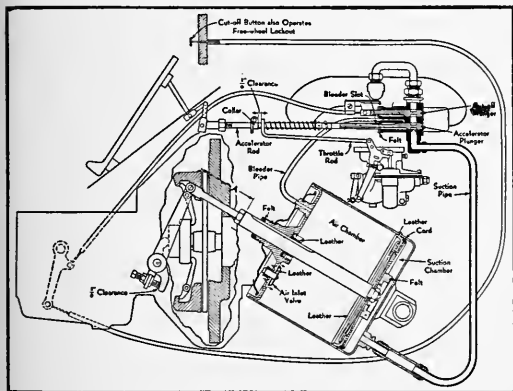 Cut-off Button also Operates
Free-wheel Lockout
Clearance
Bleeder Slot
Collar
Plunger
Accelerator
Plunger
Accelerator
Rod
Felt
Throttle
Rod
Bleeder
Pipe
Suction
Pipe
Felt
Air Chamber
Leather
Leather
Cord
Suction
Chamber
Leather
Felt
Clearance
Air Inlet
Valve
Leather